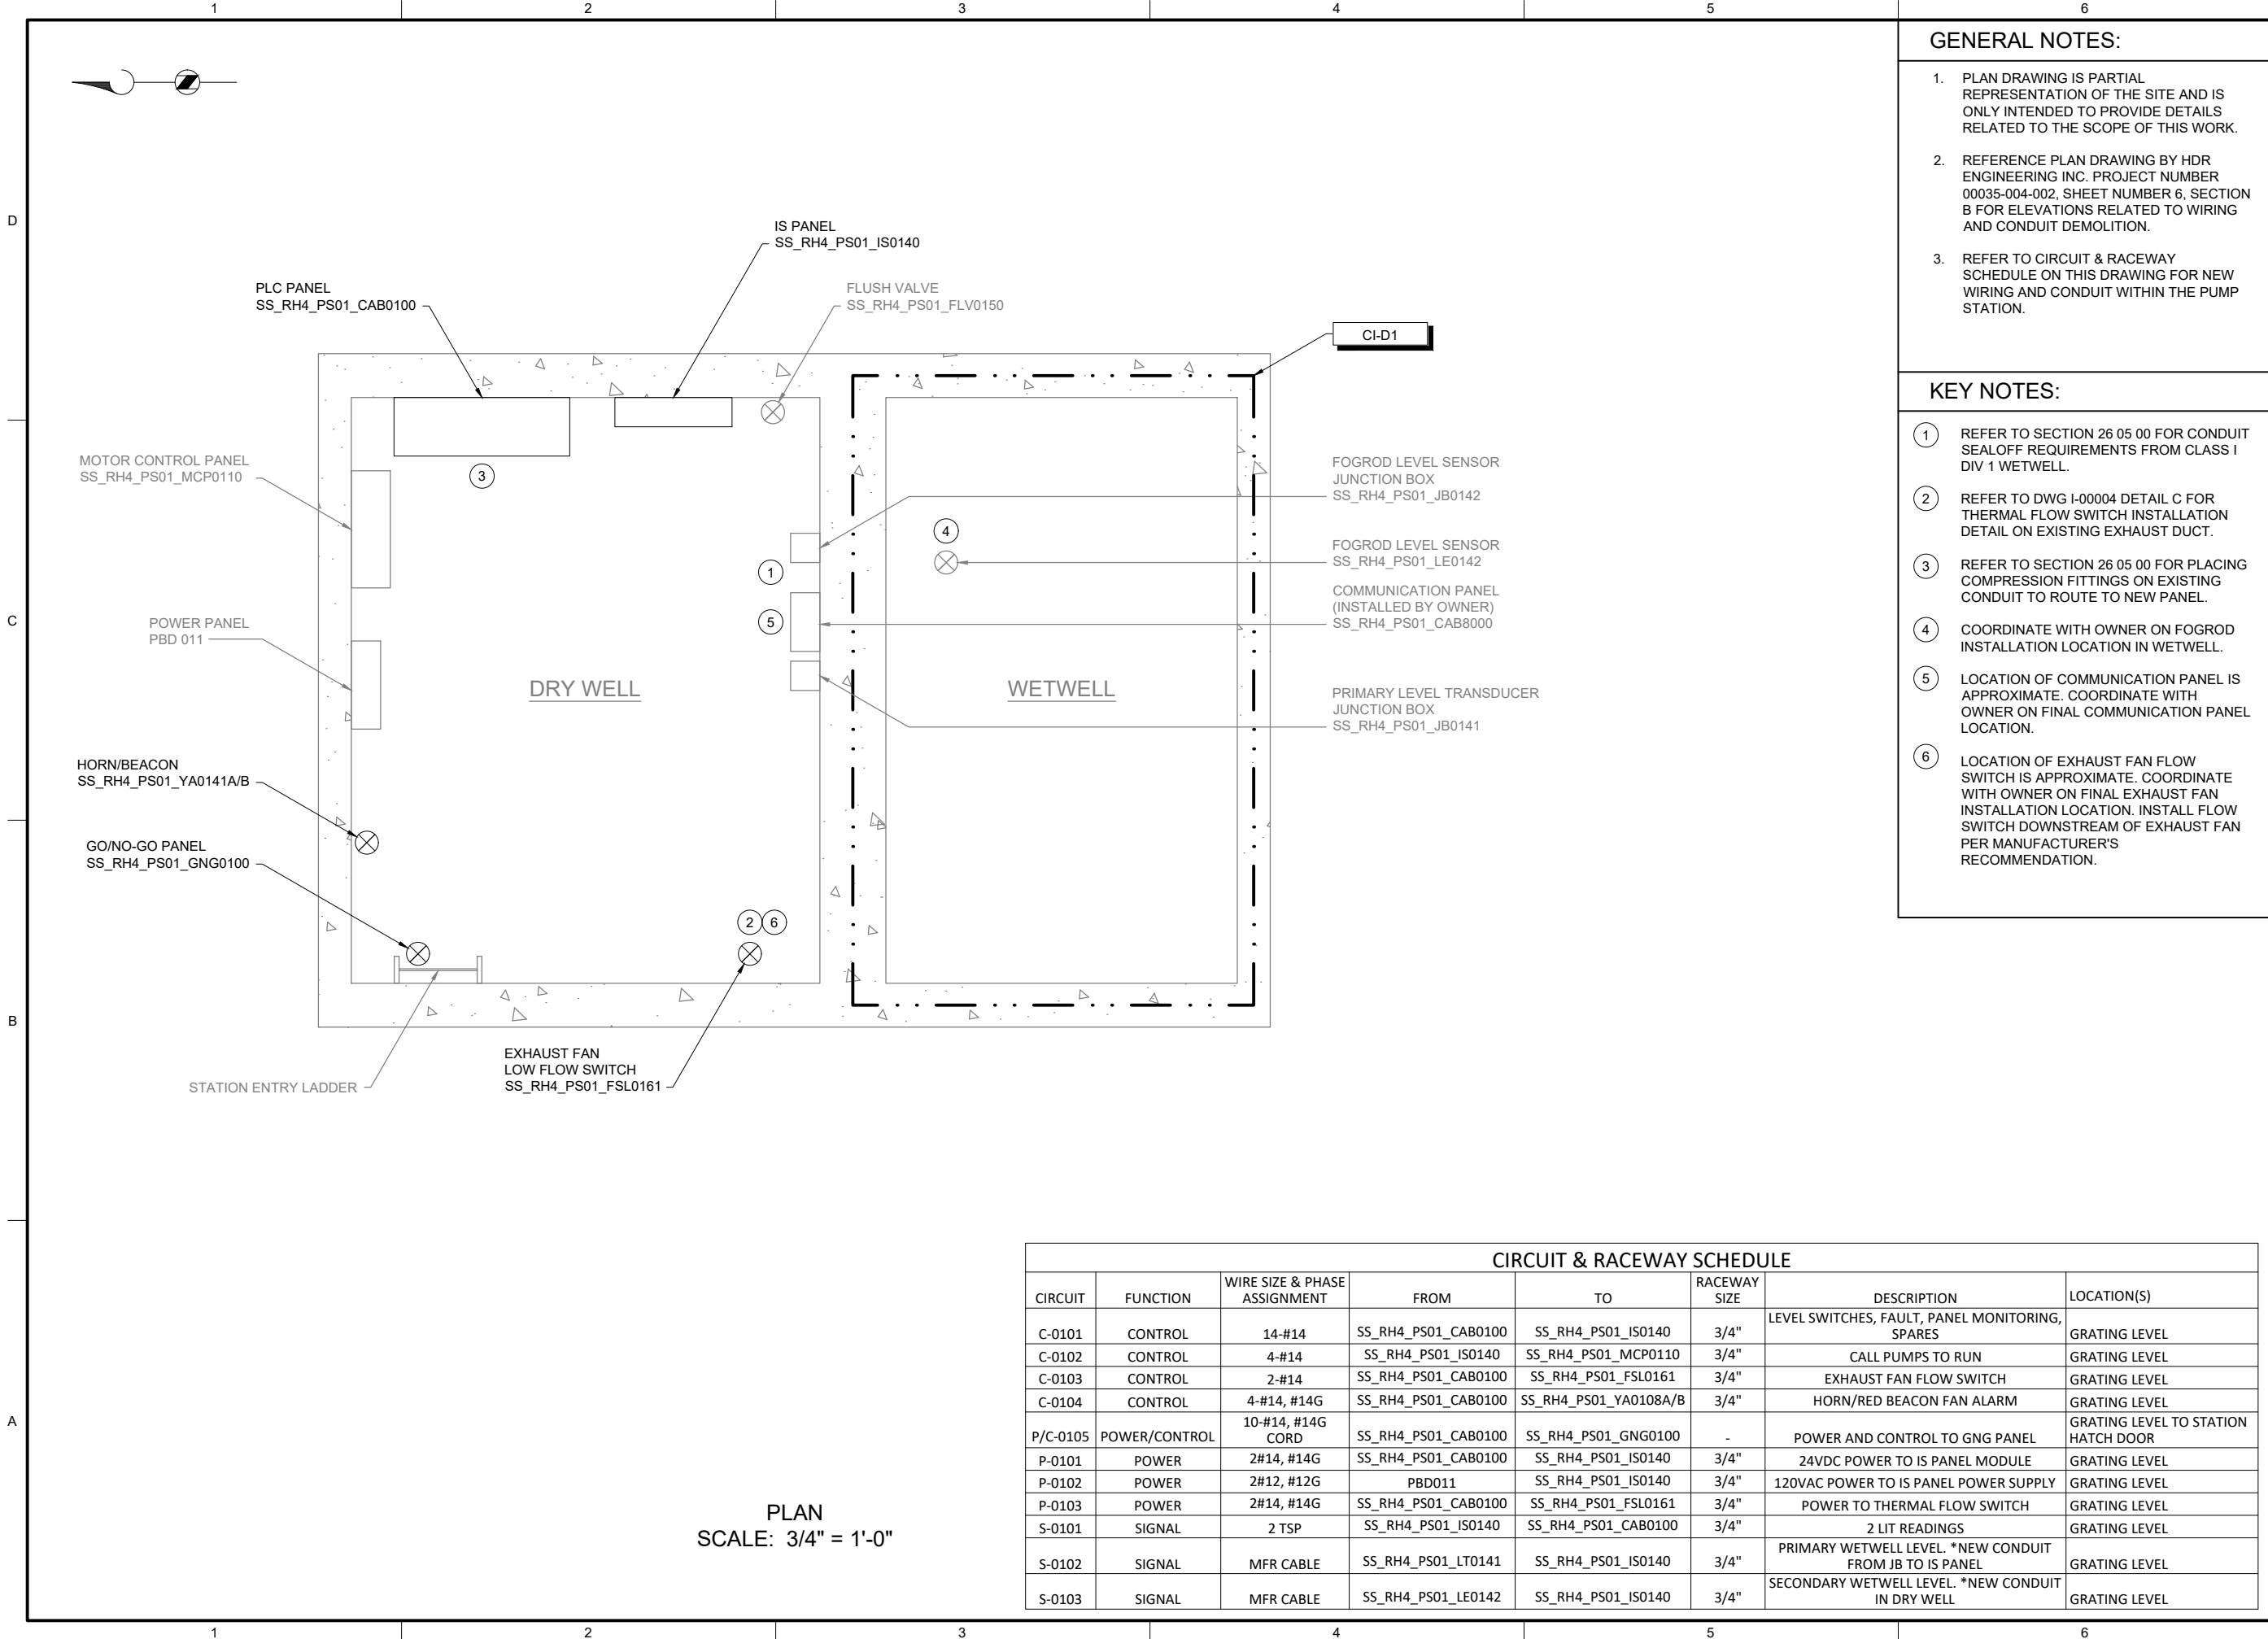 1 2 3 4 5 6
D
C
B
A
GENERAL NOTES:
1. PLAN DRAWING IS PARTIAL
REPRESENTATION OF THE SITE AND IS
ONLY INTENDED TO PROVIDE DETAILS
RELATED TO THE SCOPE OF THIS WORK.
2. REFERENCE PLAN DRAWING BY HDR
ENGINEERING INC. PROJECT NUMBER
00035-004-002, SHEET NUMBER 6, SECTION
B FOR ELEVATIONS RELATED TO WIRING
AND CONDUIT DEMOLITION.
3. REFER TO CIRCUIT & RACEWAY
SCHEDULE ON THIS DRAWING FOR NEW
WIRING AND CONDUIT WITHIN THE PUMP
STATION.
KEY NOTES:
1 REFER TO SECTION 26 05 00 FOR CONDUIT
SEALOFF REQUIREMENTS FROM CLASS I
DIV 1 WETWELL.
2 REFER TO DWG I-00004 DETAIL C FOR
THERMAL FLOW SWITCH INSTALLATION
DETAIL ON EXISTING EXHAUST DUCT.
3 REFER TO SECTION 26 05 00 FOR PLACING
COMPRESSION FITTINGS ON EXISTING
CONDUIT TO ROUTE TO NEW PANEL.
4 COORDINATE WITH OWNER ON FOGROD
INSTALLATION LOCATION IN WETWELL.
5 LOCATION OF COMMUNICATION PANEL IS
APPROXIMATE. COORDINATE WITH
OWNER ON FINAL COMMUNICATION PANEL
LOCATION.
6 LOCATION OF EXHAUST FAN FLOW
SWITCH IS APPROXIMATE. COORDINATE
WITH OWNER ON FINAL EXHAUST FAN
INSTALLATION LOCATION. INSTALL FLOW
SWITCH DOWNSTREAM OF EXHAUST FAN
PER MANUFACTURER'S
RECOMMENDATION.
IS PANEL
SS_RH4_PS01_IS0140
PLC PANEL
SS_RH4_PS01_CAB0100
FLUSH VALVE
SS_RH4_PS01_FLV0150
CI-D1
MOTOR CONTROL PANEL
SS_RH4_PS01_MCP0110
3
FOGROD LEVEL SENSOR
JUNCTION BOX
SS_RH4_PS01_JB0142
4
FOGROD LEVEL SENSOR
SS_RH4_PS01_LE0142
1
COMMUNICATION PANEL
(INSTALLED BY OWNER)
SS_RH4_PS01_CAB8000
5
POWER PANEL
PBD 011
DRY WELL
WETWELL
PRIMARY LEVEL TRANSDUCER
JUNCTION BOX
SS_RH4_PS01_JB0141
HORN/BEACON
SS_RH4_PS01_YA0141A/B
GO/NO-GO PANEL
SS_RH4_PS01_GNG0100
2 6
EXHAUST FAN
LOW FLOW SWITCH
SS_RH4_PS01_FSL0161
STATION ENTRY LADDER
PLAN
SCALE: 3/4" = 1'-0"
CIRCUIT & RACEWAY SCHEDULE
CIRCUIT FUNCTION WIRE SIZE & PHASE ASSIGNMENT FROM TO RACEWAY SIZE DESCRIPTION LOCATION(S)
C-0101 CONTROL 14-#14 SS_RH4_PS01_CAB0100 SS_RH4_PS01_IS0140 3/4" LEVEL SWITCHES, FAULT, PANEL MONITORING, SPARES GRATING LEVEL
C-0102 CONTROL 4-#14 SS_RH4_PS01_IS0140 SS_RH4_PS01_MCP0110 3/4" CALL PUMPS TO RUN GRATING LEVEL
C-0103 CONTROL 2-#14 SS_RH4_PS01_CAB0100 SS_RH4_PS01_FSL0161 3/4" EXHAUST FAN FLOW SWITCH GRATING LEVEL
C-0104 CONTROL 4-#14, #14G SS_RH4_PS01_CAB0100 SS_RH4_PS01_YA0108A/B 3/4" HORN/RED BEACON FAN ALARM GRATING LEVEL
P/C-0105 POWER/CONTROL 10-#14, #14G CORD SS_RH4_PS01_CAB0100 SS_RH4_PS01_GNG0100 - POWER AND CONTROL TO GNG PANEL GRATING LEVEL TO STATION HATCH DOOR
P-0101 POWER 2#14, #14G SS_RH4_PS01_CAB0100 SS_RH4_PS01_IS0140 3/4" 24VDC POWER TO IS PANEL MODULE GRATING LEVEL
P-0102 POWER 2#12, #12G PBD011 SS_RH4_PS01_IS0140 3/4" 120VAC POWER TO IS PANEL POWER SUPPLY GRATING LEVEL
P-0103 POWER 2#14, #14G SS_RH4_PS01_CAB0100 SS_RH4_PS01_FSL0161 3/4" POWER TO THERMAL FLOW SWITCH GRATING LEVEL
S-0101 SIGNAL 2 TSP SS_RH4_PS01_IS0140 SS_RH4_PS01_CAB0100 3/4" 2 LIT READINGS GRATING LEVEL
S-0102 SIGNAL MFR CABLE SS_RH4_PS01_LT0141 SS_RH4_PS01_IS0140 3/4" PRIMARY WETWELL LEVEL. *NEW CONDUIT FROM JB TO IS PANEL GRATING LEVEL
S-0103 SIGNAL MFR CABLE SS_RH4_PS01_LE0142 SS_RH4_PS01_IS0140 3/4" SECONDARY WETWELL LEVEL. *NEW CONDUIT IN DRY WELL GRATING LEVEL
1 2 3 4 5 6